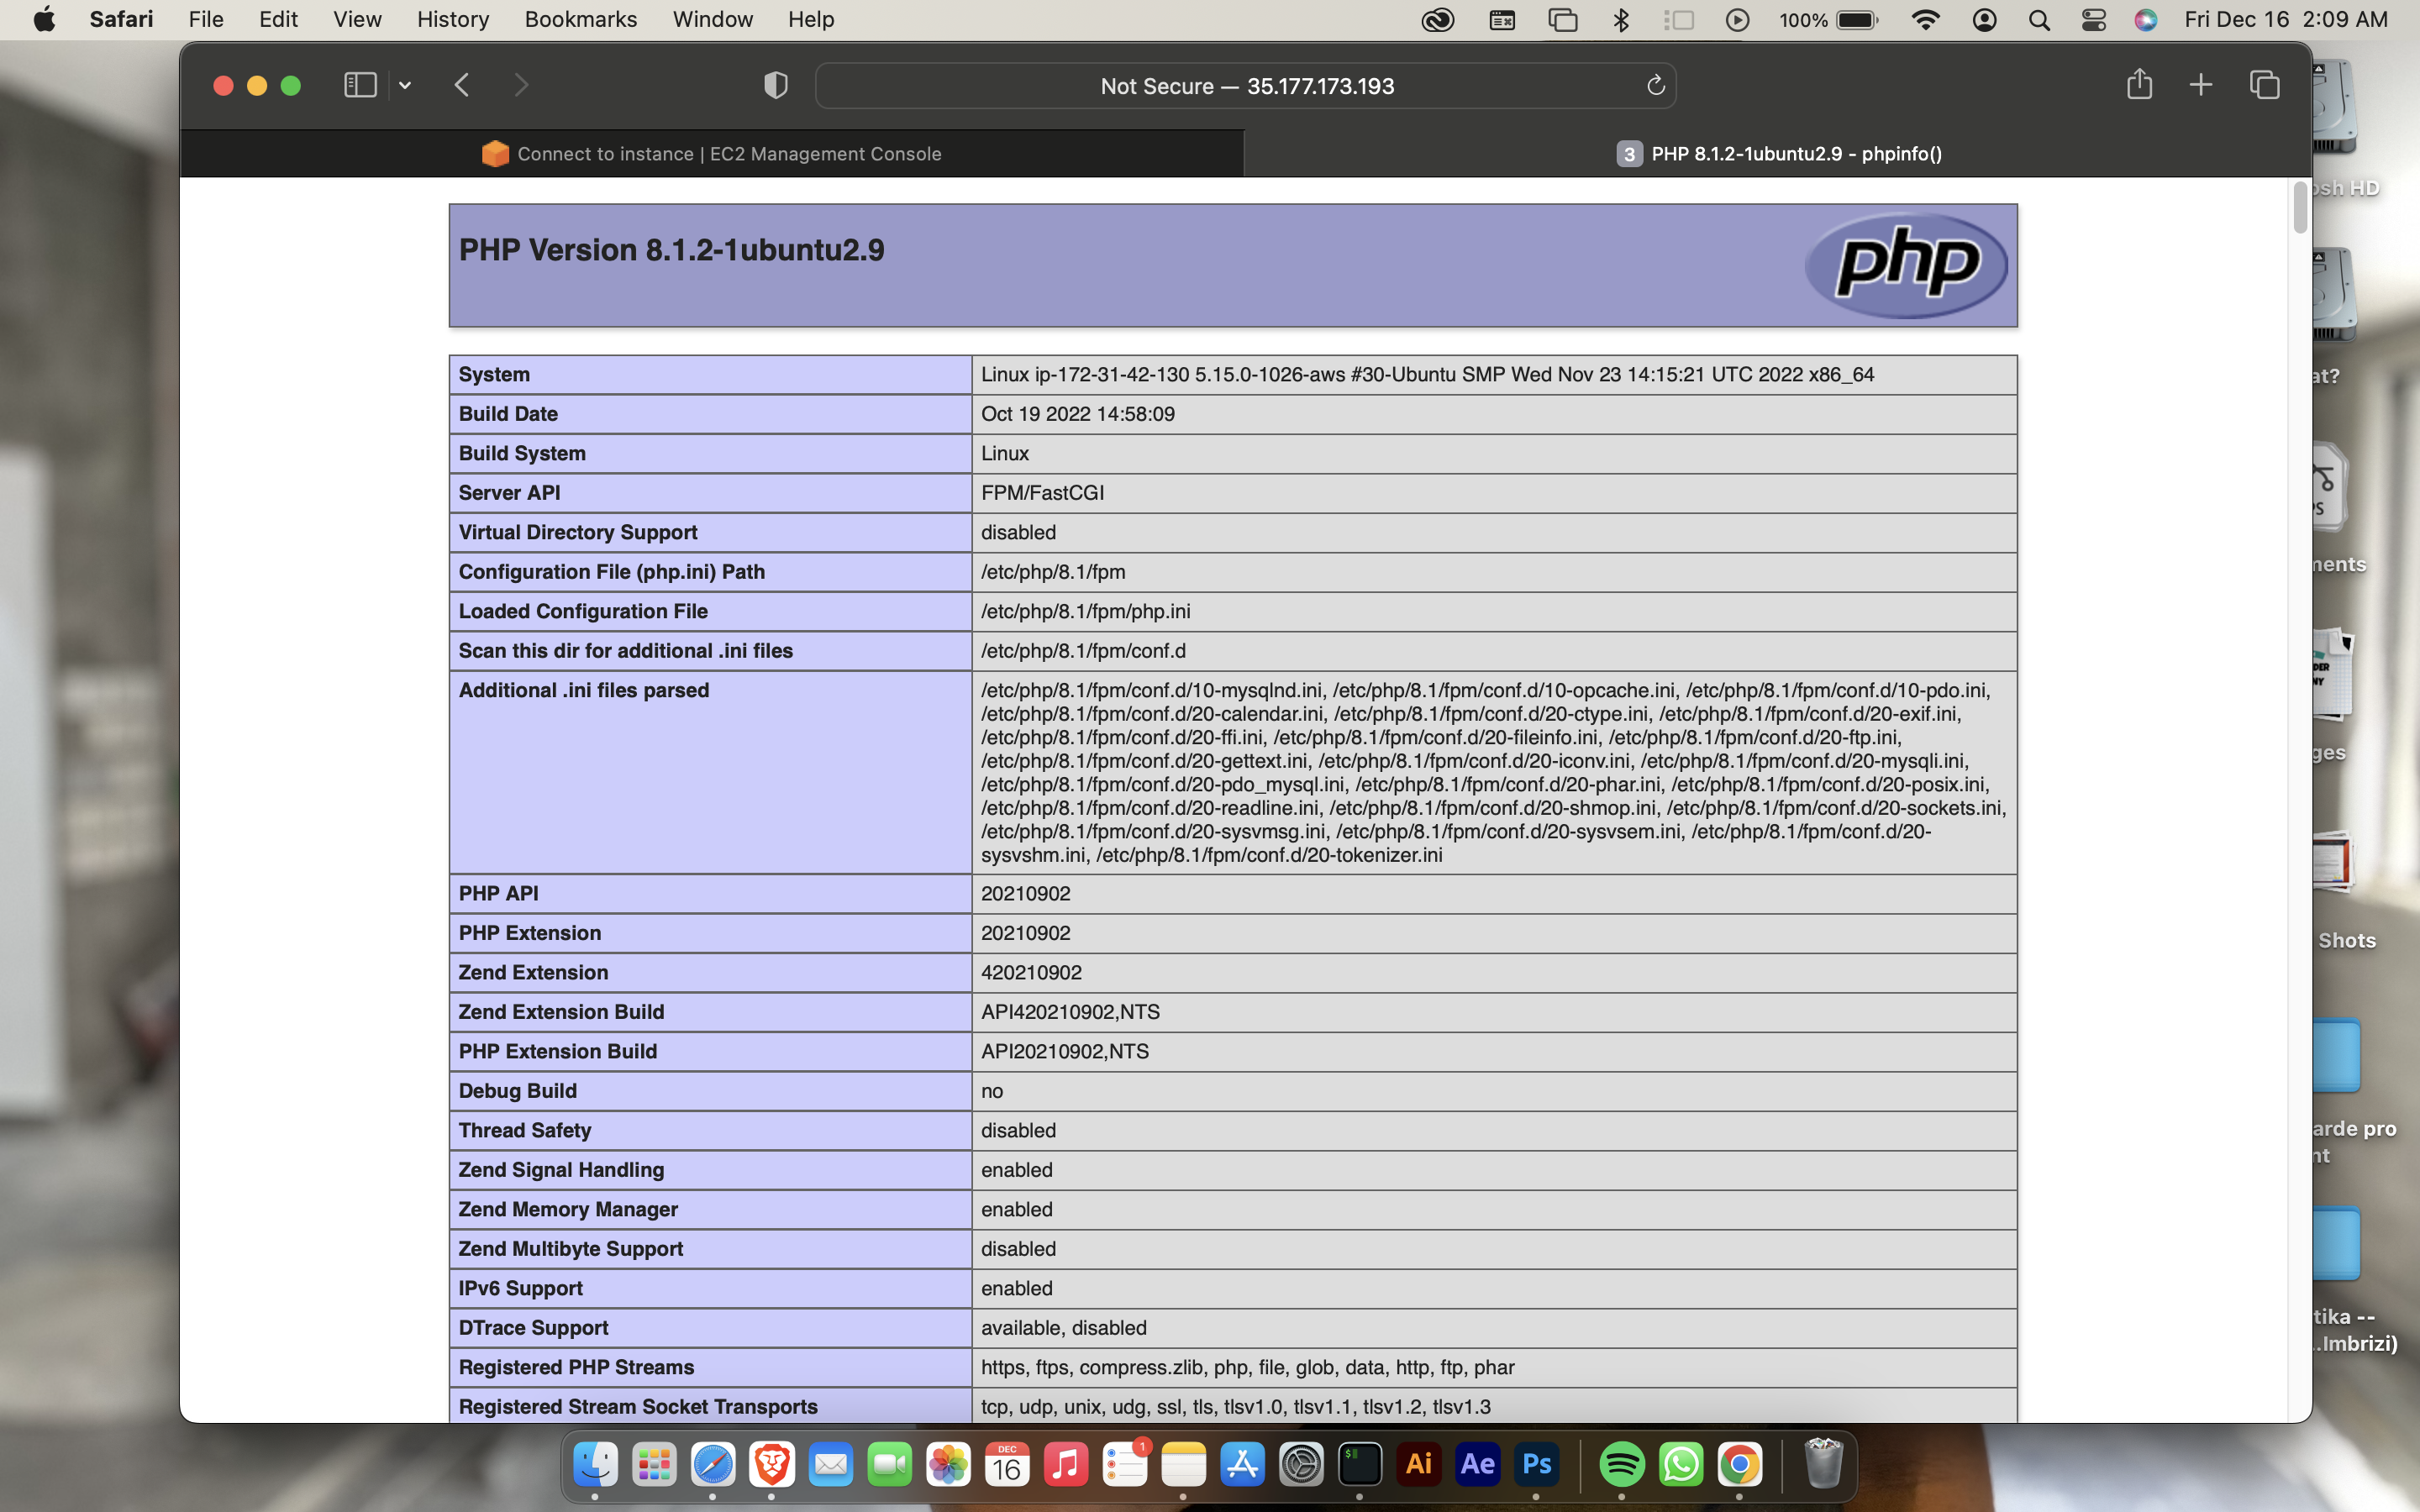 Safari File Edit View History Bookmarks Window Help 100% Fri Dec 16 2:09 AM
Not Secure — 35.177.173.193
Connect to instance | EC2 Management Console
3 PHP 8.1.2-1ubuntu2.9 - phpinfo()
PHP Version 8.1.2-1ubuntu2.9
php
System Linux ip-172-31-42-130 5.15.0-1026-aws #30-Ubuntu SMP Wed Nov 23 14:15:21 UTC 2022 x86_64
Build Date Oct 19 2022 14:58:09
Build System Linux
Server API FPM/FastCGI
Virtual Directory Support disabled
Configuration File (php.ini) Path /etc/php/8.1/fpm
Loaded Configuration File /etc/php/8.1/fpm/php.ini
Scan this dir for additional .ini files /etc/php/8.1/fpm/conf.d
Additional .ini files parsed /etc/php/8.1/fpm/conf.d/10-mysqlnd.ini, /etc/php/8.1/fpm/conf.d/10-opcache.ini, /etc/php/8.1/fpm/conf.d/10-pdo.ini,
/etc/php/8.1/fpm/conf.d/20-calendar.ini, /etc/php/8.1/fpm/conf.d/20-ctype.ini, /etc/php/8.1/fpm/conf.d/20-exif.ini,
/etc/php/8.1/fpm/conf.d/20-ffi.ini, /etc/php/8.1/fpm/conf.d/20-fileinfo.ini, /etc/php/8.1/fpm/conf.d/20-ftp.ini,
/etc/php/8.1/fpm/conf.d/20-gettext.ini, /etc/php/8.1/fpm/conf.d/20-iconv.ini, /etc/php/8.1/fpm/conf.d/20-mysqli.ini,
/etc/php/8.1/fpm/conf.d/20-pdo_mysql.ini, /etc/php/8.1/fpm/conf.d/20-phar.ini, /etc/php/8.1/fpm/conf.d/20-posix.ini,
/etc/php/8.1/fpm/conf.d/20-readline.ini, /etc/php/8.1/fpm/conf.d/20-shmop.ini, /etc/php/8.1/fpm/conf.d/20-sockets.ini,
/etc/php/8.1/fpm/conf.d/20-sysvmsg.ini, /etc/php/8.1/fpm/conf.d/20-sysvsem.ini, /etc/php/8.1/fpm/conf.d/20-
sysvshm.ini, /etc/php/8.1/fpm/conf.d/20-tokenizer.ini
PHP API 20210902
PHP Extension 20210902
Zend Extension 420210902
Zend Extension Build API420210902,NTS
PHP Extension Build API20210902,NTS
Debug Build no
Thread Safety disabled
Zend Signal Handling enabled
Zend Memory Manager enabled
Zend Multibyte Support disabled
IPv6 Support enabled
DTrace Support available, disabled
Registered PHP Streams https, ftps, compress.zlib, php, file, glob, data, http, ftp, phar
Registered Stream Socket Transports tcp, udp, unix, udg, ssl, tls, tlsv1.0, tlsv1.1, tlsv1.2, tlsv1.3
osh HD
at?
ments
ges
Shots
arde pro
nt
tika --
...Imbrizi)
DEC
16
1
Ai Ae Ps